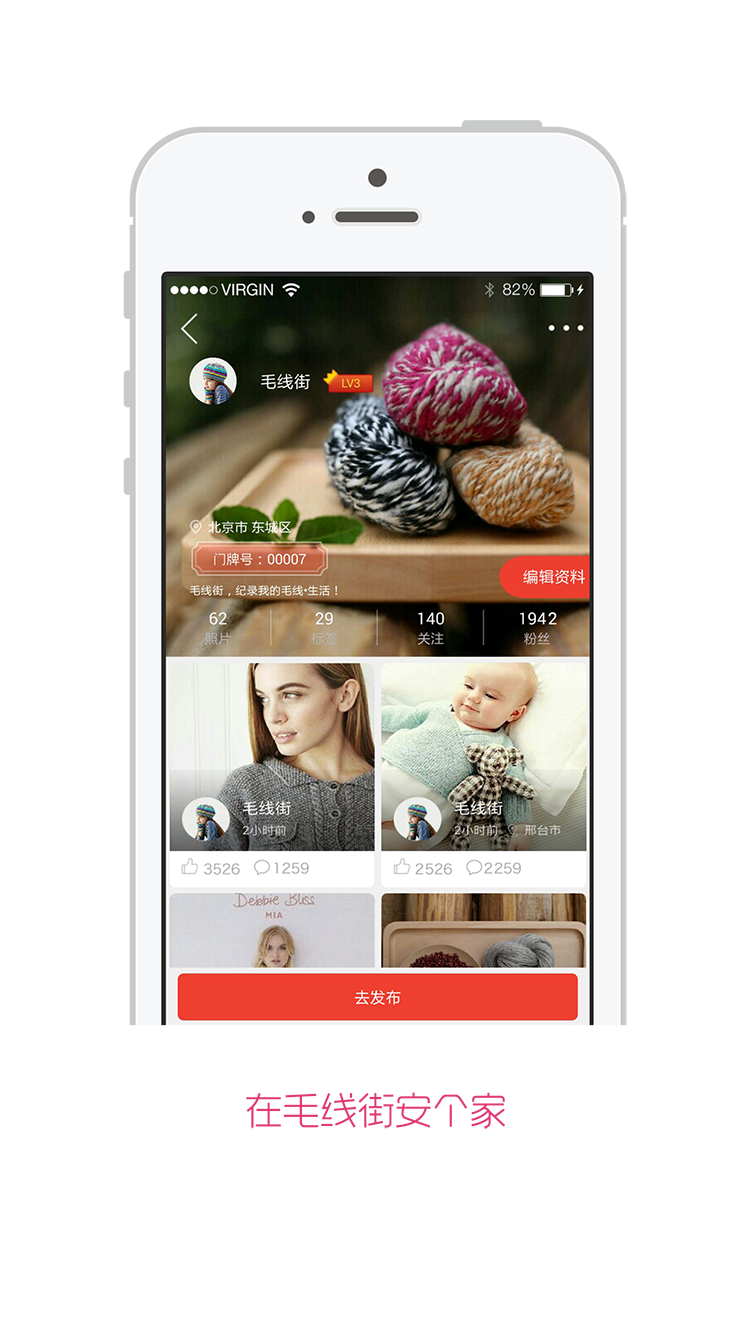 VIRGIN 82%
毛线街 LV3
北京市 东城区
门牌号：00007
编辑资料
毛线街，纪录我的毛线•生活！
62 29 140 1942
照片 标签 关注 粉丝
毛线街 毛线街
2小时前 2小时前 邢台市
3526 1259 2526 2259
Debbie Bliss
MIA
去发布
在毛线街安个家